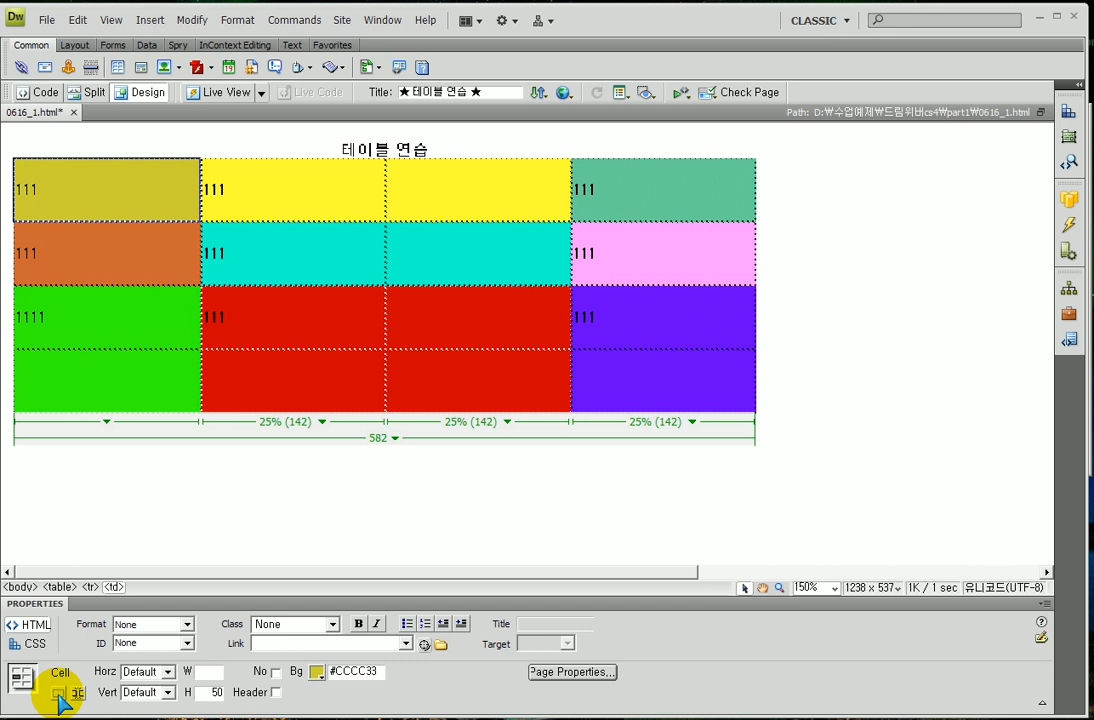 Dw File Edit View Insert Modify Format Commands Site Window Help CLASSIC
Common Layout Forms Data Spry InContext Editing Text Favorites
Code Split Design Live View Live Code Title: ★ 테이블 연습 ★ Check Page
0616_1.html* Path: D:₩수업예제₩드림위버cs4₩part1₩0616_1.html
테이블 연습
111 111 111
111 111 111
1111 111 111
25% (142) 25% (142) 25% (142)
582
<body> <table> <tr> <td> 150% 1238 x 537 1K / 1 sec 유니코드(UTF-8)
PROPERTIES
<> HTML Format None Class None B I Title
CSS ID None Link Target
Cell Horz Default W No Bg #CCCC33 Page Properties...
Vert Default H 50 Header